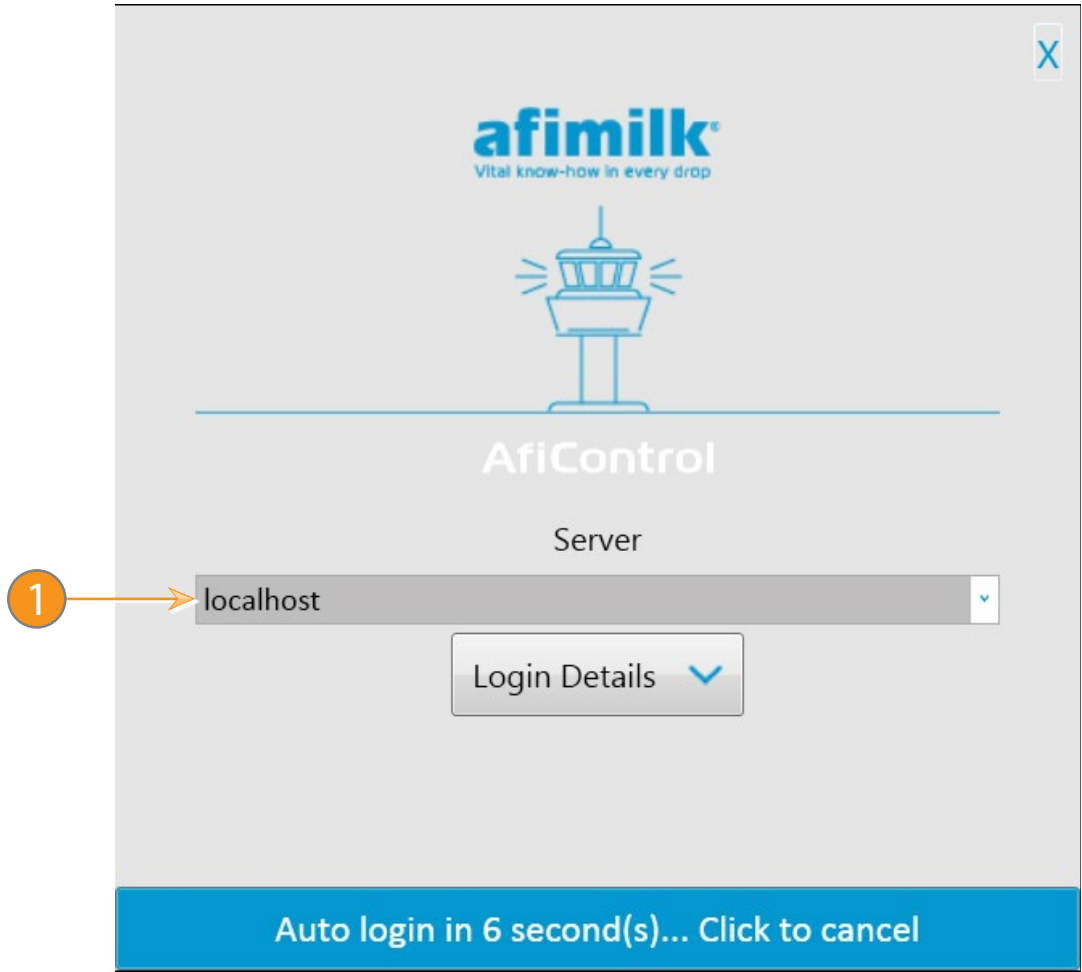 X
afimilk®
Vital know-how in every drop
AfiControl
Server
1
localhost
Login Details
Auto login in 6 second(s)... Click to cancel